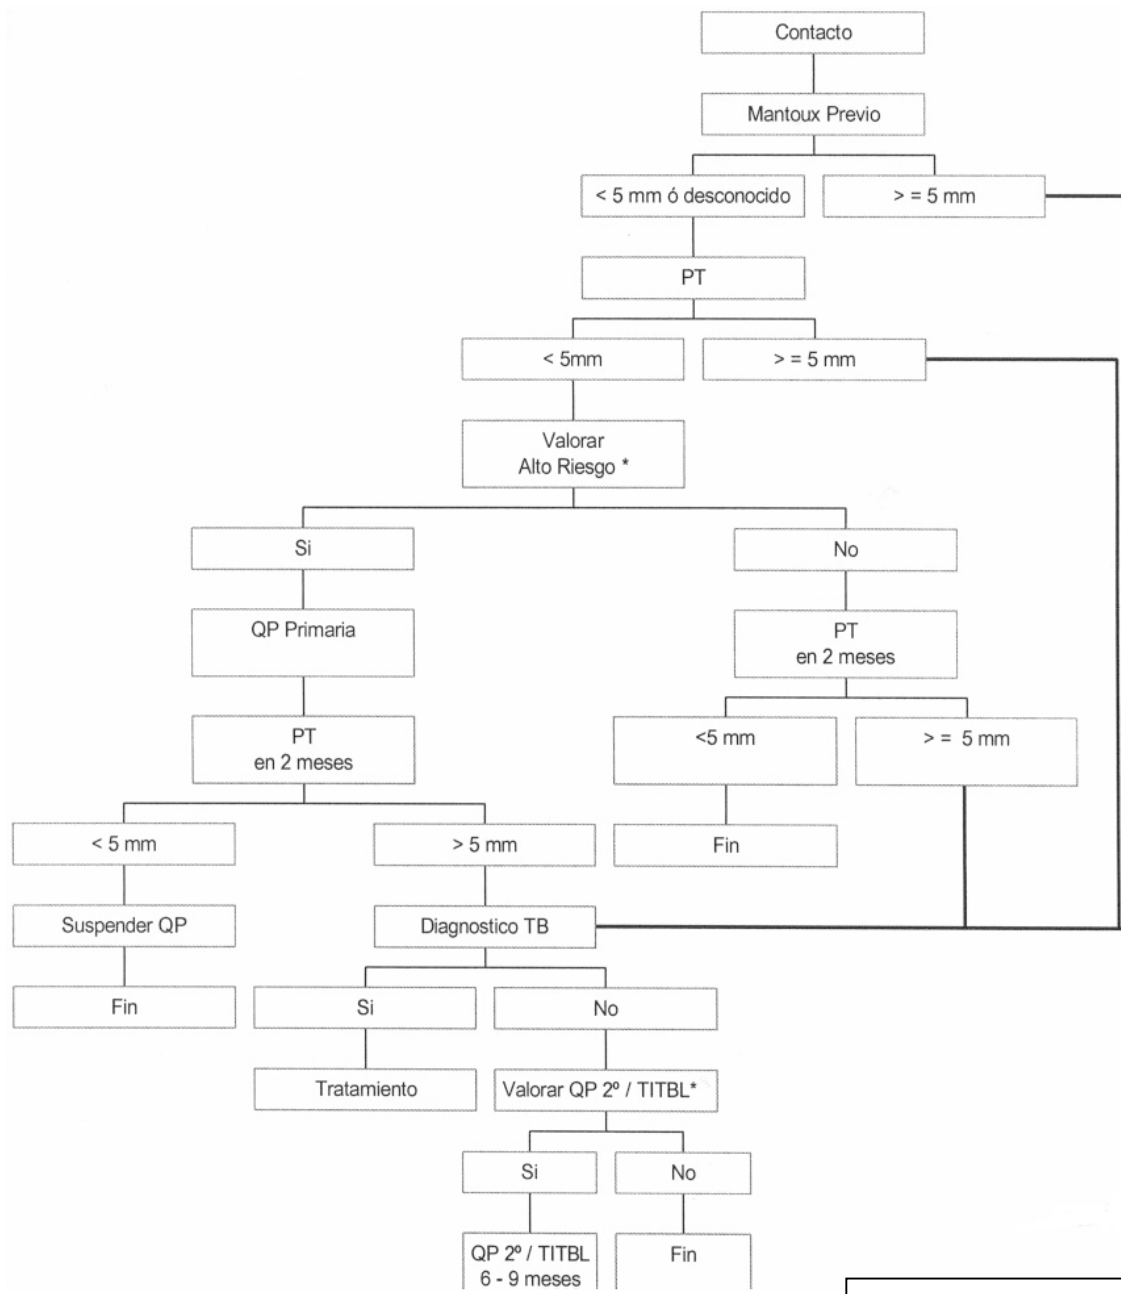 Contacto
Mantoux Previo
< 5 mm ó desconocido
> = 5 mm
PT
< 5mm
> = 5 mm
Valorar
Alto Riesgo *
Si
No
QP Primaria
PT
en 2 meses
PT
en 2 meses
<5 mm
> = 5 mm
< 5 mm
> 5 mm
Fin
Suspender QP
Diagnostico TB
Fin
Si
No
Tratamiento
Valorar QP 2º / TITBL*
Si
No
QP 2º / TITBL
6 - 9 meses
Fin